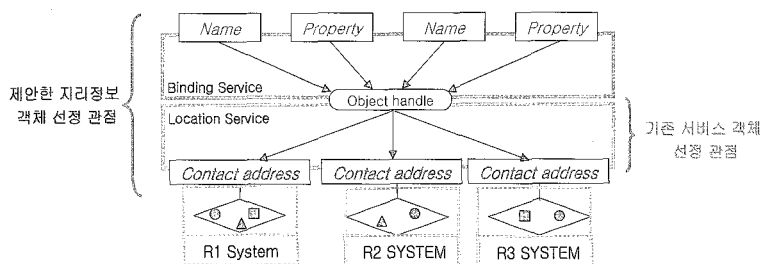 Name Property Name Property
제안한 지리정보
객체 선정 관점
Binding Service
Object handle
Location Service
기존 서비스 객체
선정 관점
Contact address Contact address Contact address
R1 System R2 SYSTEM R3 SYSTEM